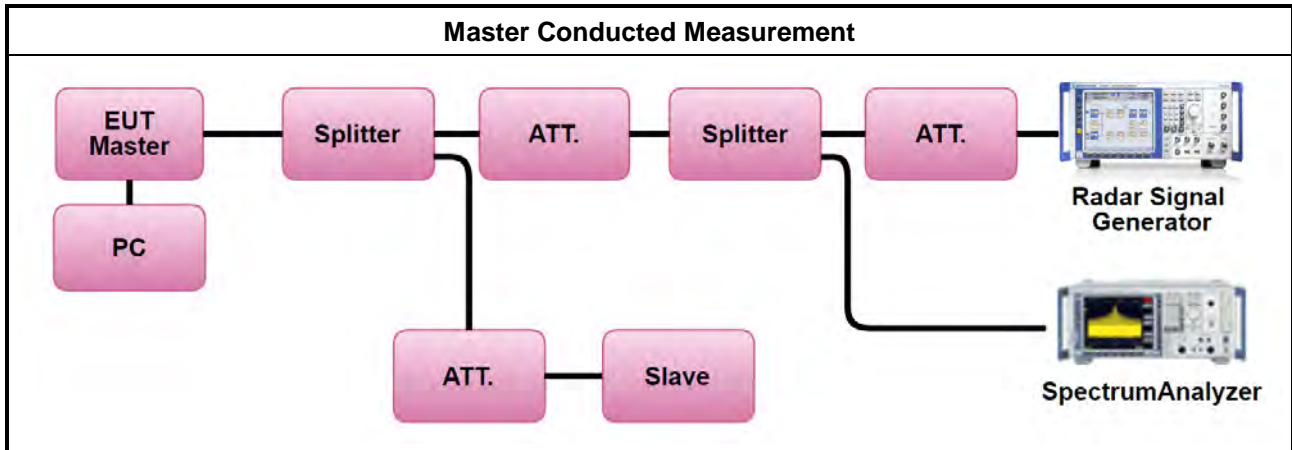 Master Conducted Measurement
EUT
Master
Splitter
ATT.
Splitter
ATT.
Radar Signal
Generator
PC
ATT.
Slave
SpectrumAnalyzer